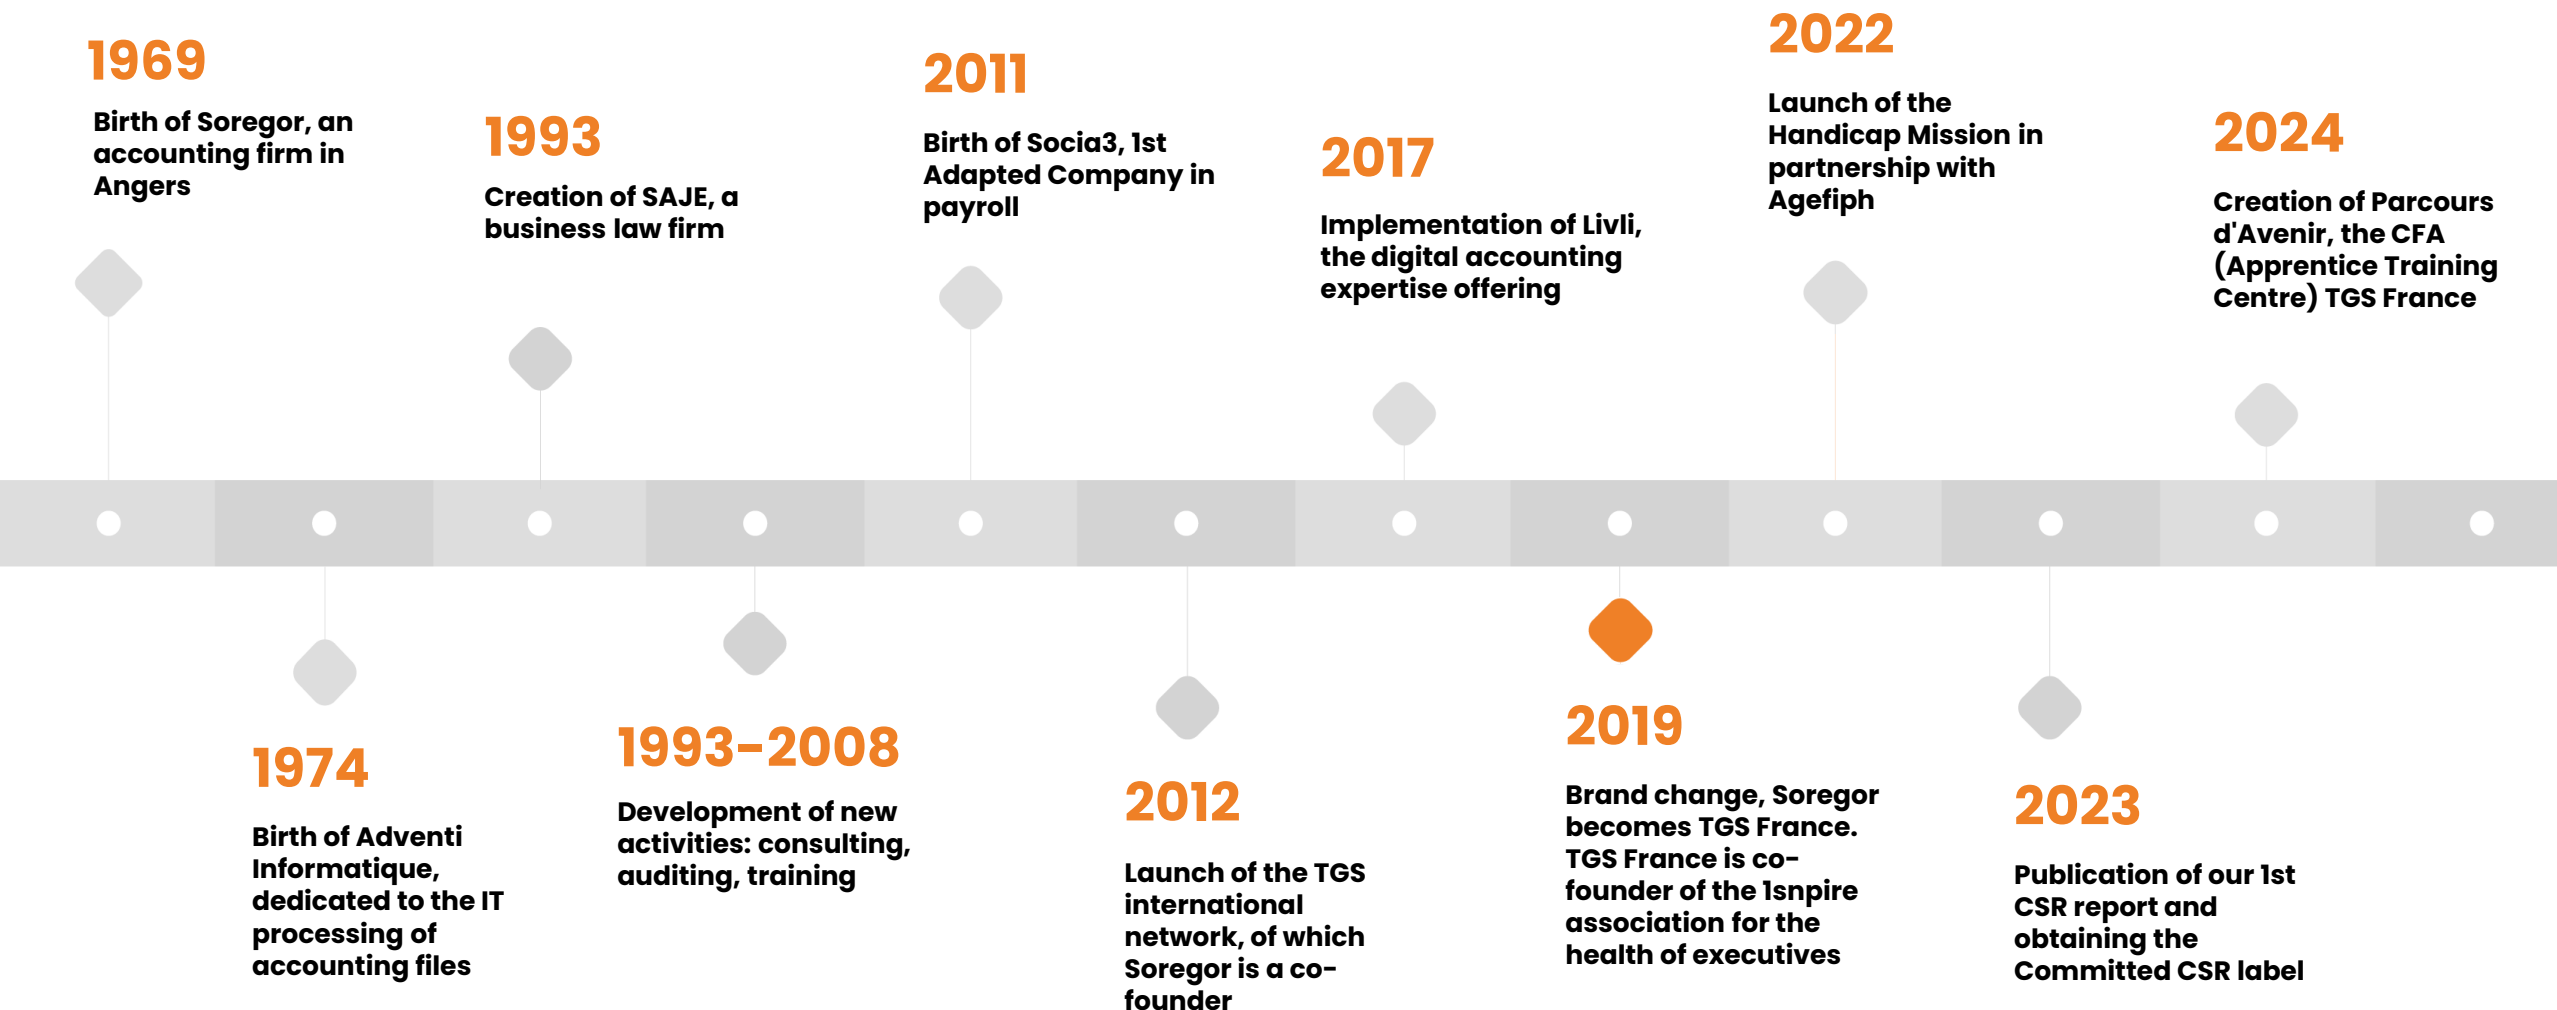 1969
Birth of Soregor, an
accounting firm in
Angers
1974
Birth of Adventi
Informatique,
dedicated to the IT
processing of
accounting files
1993
Creation of SAJE, a
business law firm
1993-2008
Development of new
activities: consulting,
auditing, training
2011
Birth of Socia3, 1st
Adapted Company in
payroll
2012
Launch of the TGS
international
network, of which
Soregor is a co-
founder
2017
Implementation of Livli,
the digital accounting
expertise offering
2019
Brand change, Soregor
becomes TGS France.
TGS France is co-
founder of the 1snpire
association for the
health of executives
2022
Launch of the
Handicap Mission in
partnership with
Agefiph
2023
Publication of our 1st
CSR report and
obtaining the
Committed CSR label
2024
Creation of Parcours
d'Avenir, the CFA
(Apprentice Training
Centre) TGS France